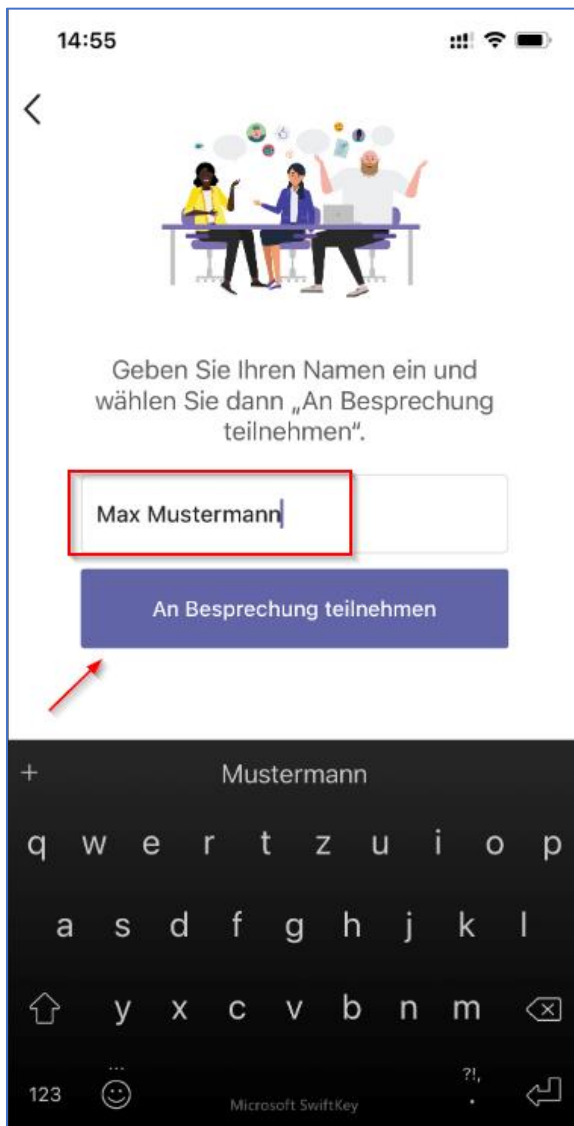 14:55
Geben Sie Ihren Namen ein und
wählen Sie dann „An Besprechung
teilnehmen“.
Max Mustermann
An Besprechung teilnehmen
+ Mustermann
q w e r t z u i o p
a s d f g h j k l
y x c v b n m
123 ... Microsoft SwiftKey ?!, .